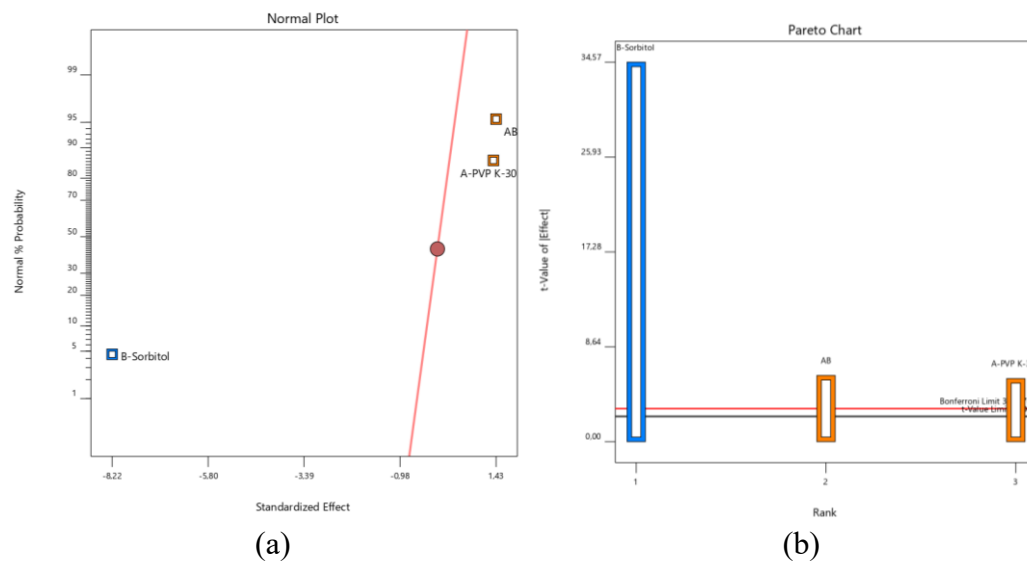 Normal Plot
99
95
90
80
70
50
30
20
10
5
1
Normal % Probability
AB
A-PVP K-30
B-Sorbitol
-8.22
-5.80
-3.39
-0.98
1.43
Standardized Effect
(a)
Pareto Chart
B-Sorbitol
34,57
25,93
17,28
8,64
0,00
t-Value of |Effect|
AB
A-PVP K-3
Bonferroni Limit 3
t-Value Lim
1
2
3
Rank
(b)